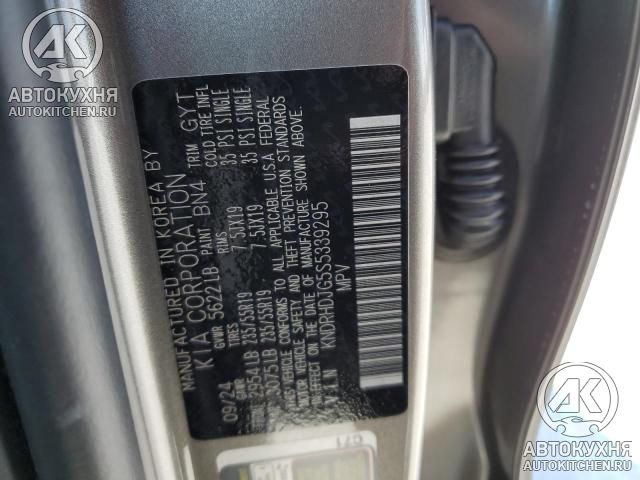 АК
АВТОКУХНЯ
AUTOKITCHEN.RU
MANUFACTURED IN KOREA BY
KIA CORPORATION
09/24 GVWR 5622 LB PAINT BN4 TRIM GYT
GAWR TIRES RIMS COLD TIRE INFL
2954 LB 235/55R19 7.5JX19 35 PSI SINGLE
3075 LB 235/55R19 7.5JX19 35 PSI SINGLE
THIS VEHICLE CONFORMS TO ALL APPLICABLE U.S.A FEDERAL
MOTOR VEHICLE SAFETY AND THEFT PREVENTION STANDARDS
IN EFFECT ON THE DATE OF MANUFACTURE SHOWN ABOVE.
KNDRHDJG5S5339295
MPV
АК
АВТОКУХНЯ
AUTOKITCHEN.RU